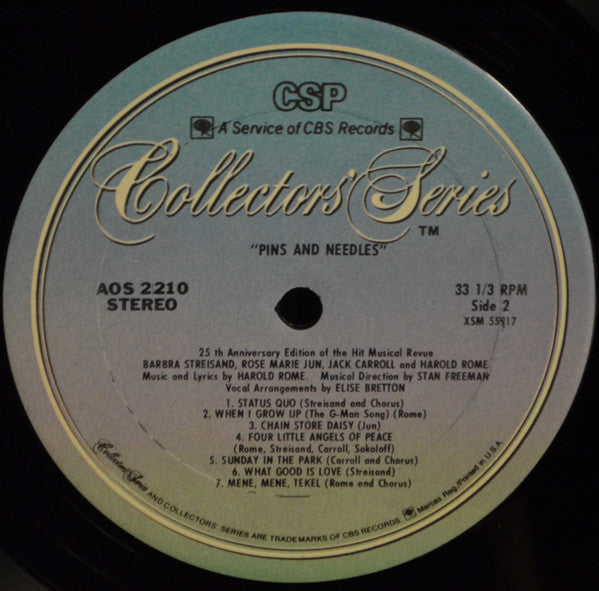 CSP
A Service of CBS Records
Collectors' Series
TM
"PINS AND NEEDLES"
AOS 2210
STEREO
33 1/3 RPM
Side 2
XSM 55917
25 th Anniversary Edition of the Hit Musical Revue
BARBRA STREISAND, ROSE MARIE JUN, JACK CARROLL and HAROLD ROME
Music and Lyrics by HAROLD ROME. Musical Direction by STAN FREEMAN
Vocal Arrangements by ELISE BRETTON
1. STATUS QUO (Streisand and Chorus)
2. WHEN I GROW UP (The G-Man Song) (Rome)
3. CHAIN STORE DAISY (Jun)
4. FOUR LITTLE ANGELS OF PEACE
(Rome, Streisand, Carroll, Sokoloff)
5. SUNDAY IN THE PARK (Carroll and Chorus)
6. WHAT GOOD IS LOVE (Streisand)
7. MENE, MENE, TEKEL (Rome and Chorus)
Collectors' Series AND COLLECTORS' SERIES ARE TRADEMARKS OF CBS RECORDS Marcas Reg./Printed in U.S.A.